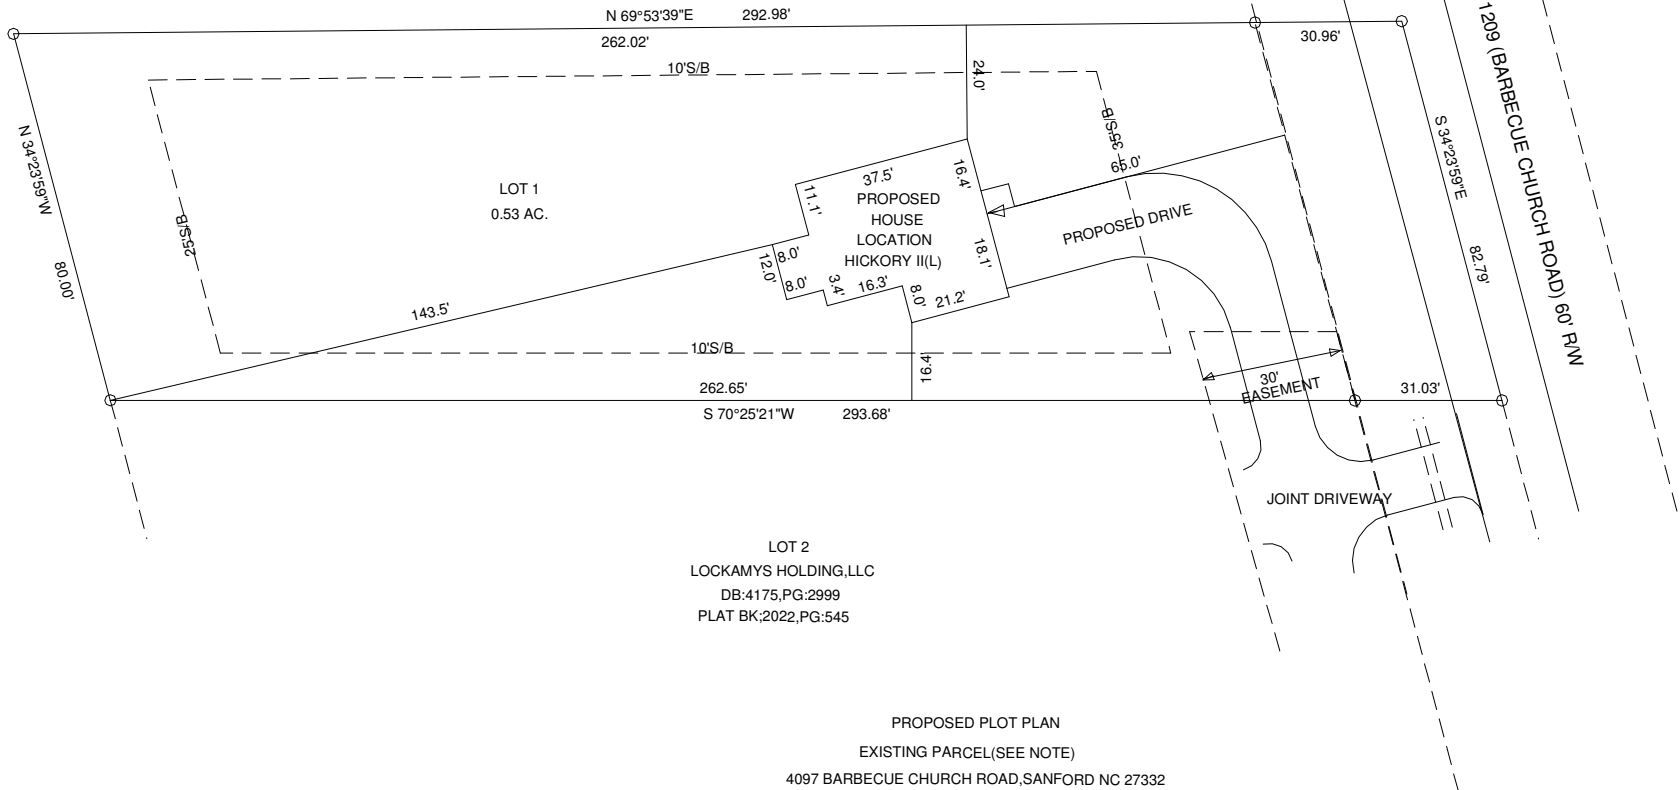 N 69°53'39"E 292.98'
262.02'
30.96'
10'S/B
24.0'
1209 (BARBECUE CHURCH ROAD) 60' R/W
N 34°23'59"W
80.00'
25'S/B
35'S/B
S 34°23'59"E
82.79'
LOT 1
0.53 AC.
37.5'
16.4'
65.0'
11.1'
PROPOSED
HOUSE
LOCATION
HICKORY II(L)
PROPOSED DRIVE
18.1'
8.0'
12.0'
8.0'
3.4'
16.3'
8.0'
21.2'
143.5'
10'S/B
16.4
30'
EASEMENT
262.65'
31.03'
S 70°25'21"W 293.68'
JOINT DRIVEWAY
LOT 2
LOCKAMYS HOLDING,LLC
DB:4175,PG:2999
PLAT BK;2022,PG:545
PROPOSED PLOT PLAN
EXISTING PARCEL(SEE NOTE)
4097 BARBECUE CHURCH ROAD,SANFORD NC 27332